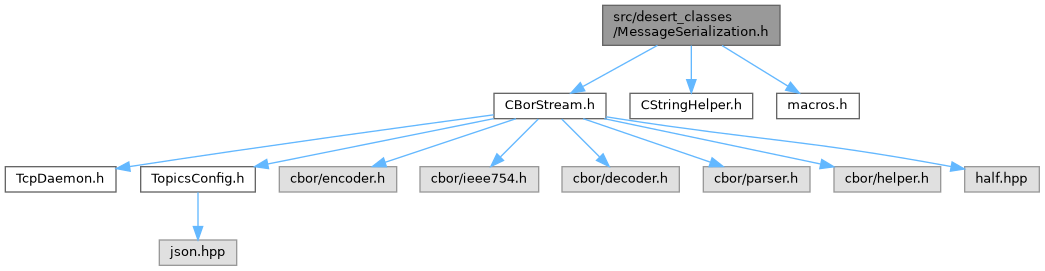 src/desert_classes
/MessageSerialization.h
CBorStream.h
CStringHelper.h
macros.h
TcpDaemon.h
TopicsConfig.h
cbor/encoder.h
cbor/ieee754.h
cbor/decoder.h
cbor/parser.h
cbor/helper.h
half.hpp
json.hpp